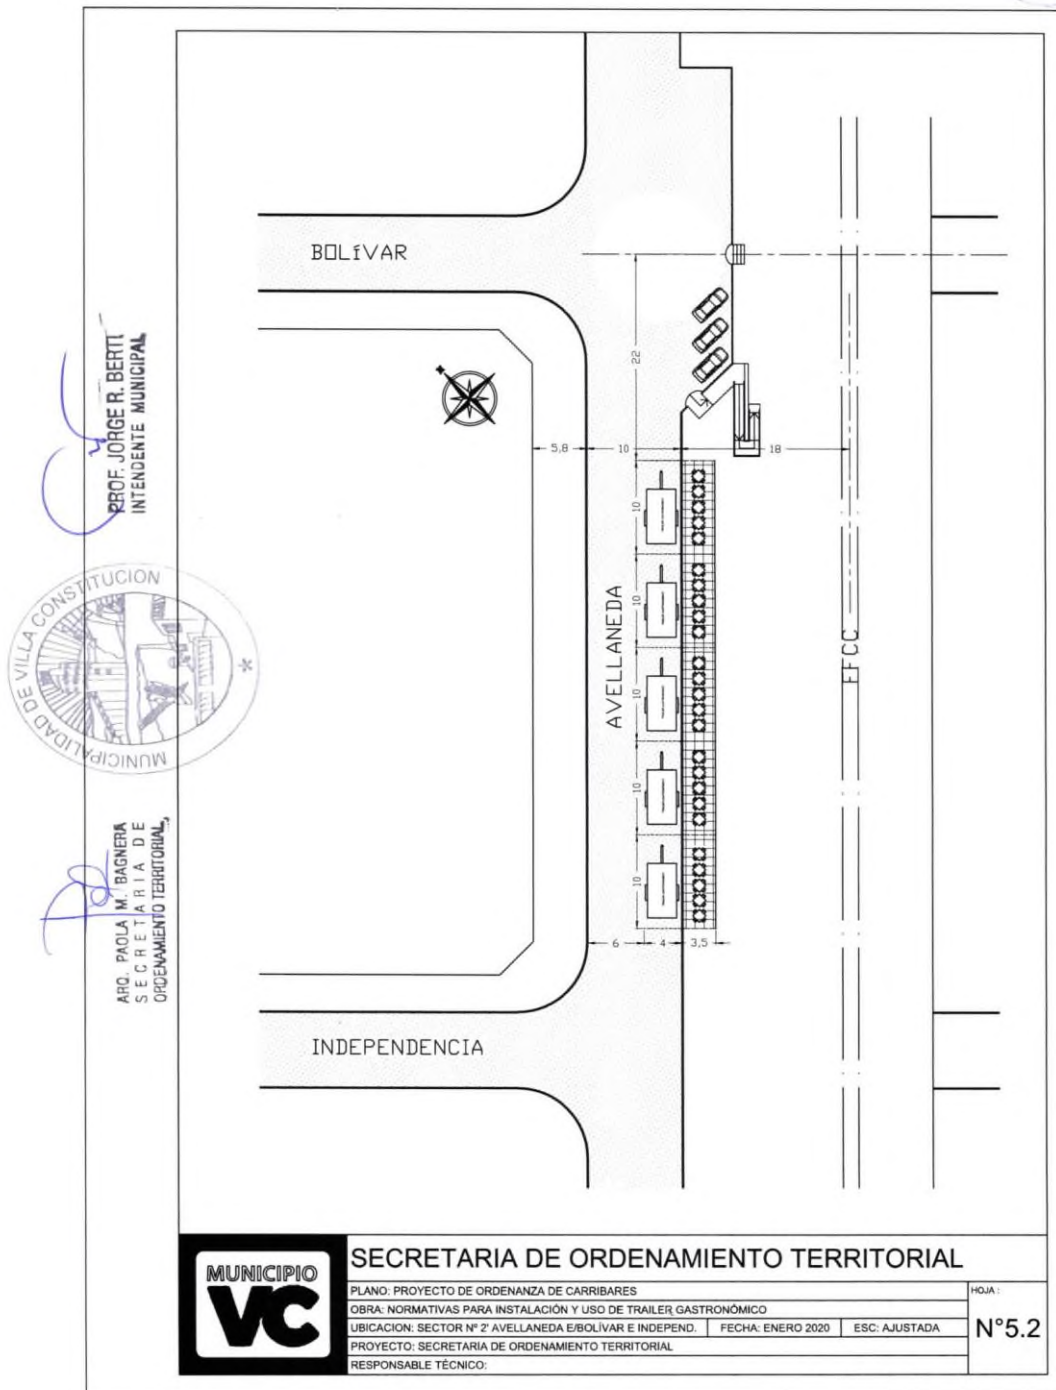 BOLÍVAR
22
5,8
10
18
10
10
10
10
10
AVELLANEDA
FFCC
6
4
3,5
INDEPENDENCIA
PROF. JORGE R. BERTI
INTENDENTE MUNICIPAL
MUNICIPALIDAD DE VILLA CONSTITUCION
ARQ. PAOLA M. BAGNERA
SECRETARIA DE
ORDENAMIENTO TERRITORIAL
MUNICIPIO
VC
SECRETARIA DE ORDENAMIENTO TERRITORIAL
PLANO: PROYECTO DE ORDENANZA DE CARRIBARES
OBRA: NORMATIVAS PARA INSTALACIÓN Y USO DE TRAILER GASTRONÓMICO
UBICACION: SECTOR Nº 2' AVELLANEDA E/BOLÍVAR E INDEPEND. FECHA: ENERO 2020 ESC: AJUSTADA
PROYECTO: SECRETARIA DE ORDENAMIENTO TERRITORIAL
RESPONSABLE TÉCNICO:
HOJA :
N°5.2